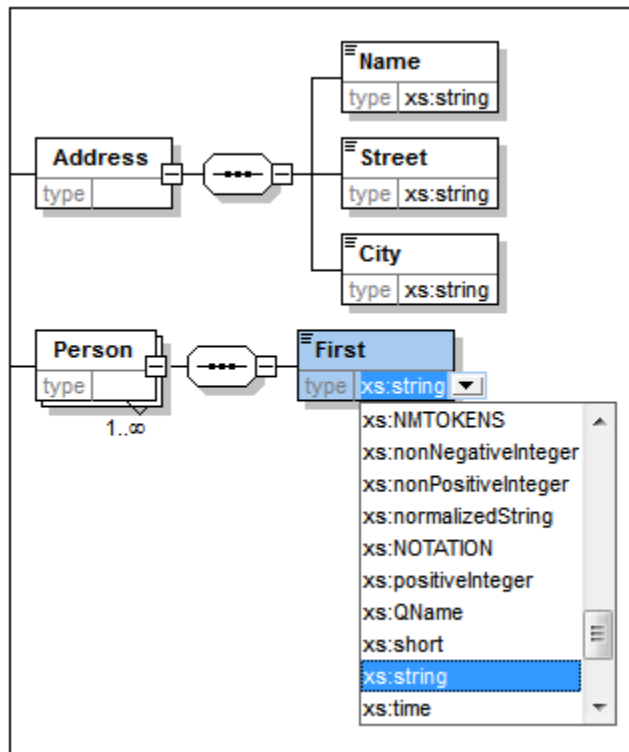 Name
type xs:string
Address
type
Street
type xs:string
City
type xs:string
Person
type
1..∞
First
type xs:string
xs:NMTOKENS
xs:nonNegativeInteger
xs:nonPositiveInteger
xs:normalizedString
xs:NOTATION
xs:positiveInteger
xs:QName
xs:short
xs:string
xs:time